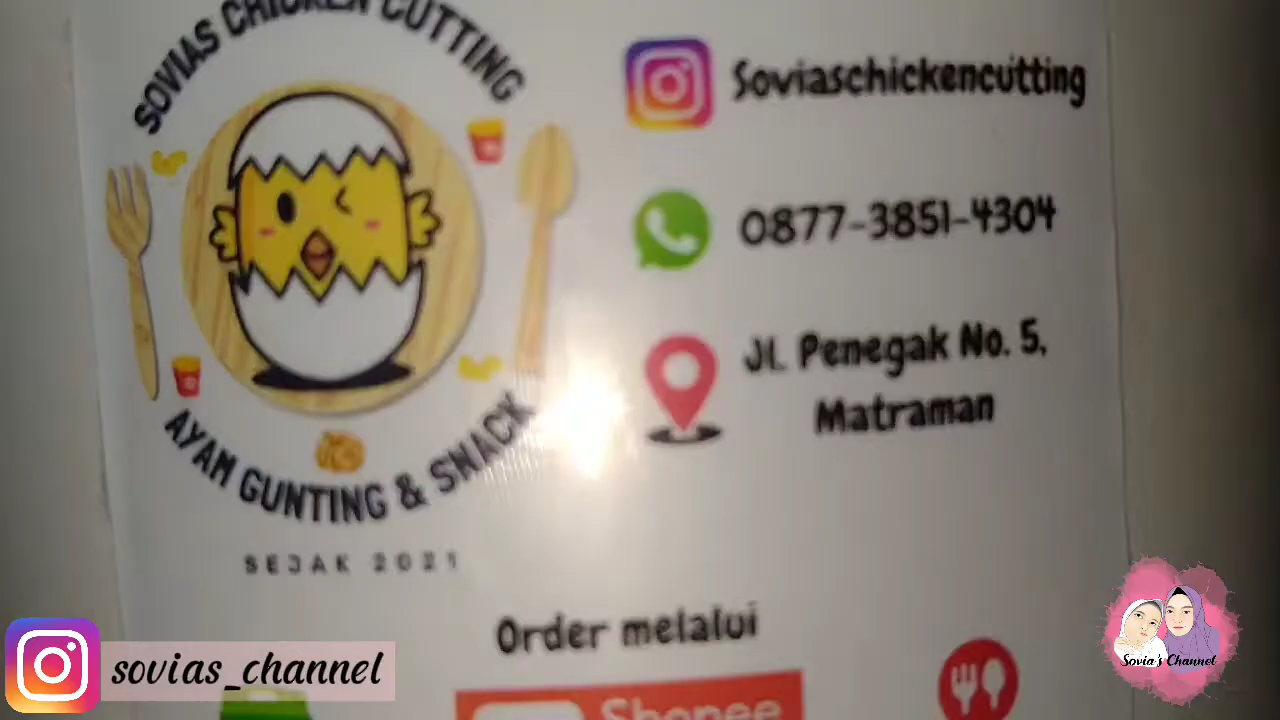 SOVIAS CHICKEN CUTTING
AYAM GUNTING & SNACK
SEJAK 2021
Soviaschickencutting
0877-3851-4304
Jl. Penegak No. 5,
Matraman
Order melalui
Shopee
sovias_channel
Sovia's Channel